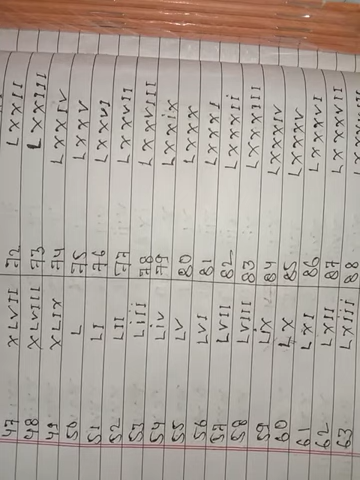 47 XLVII 72 LXXII
48 XLVIII 73 LXXIII
49 XLIX 74 LXXIV
50 L 75 LXXV
51 LI 76 LXXVI
52 LII 77 LXXVII
53 Liii 78 LXXVIII
54 Liv 79 LXXix
55 LV 80 LXXX
56 LVI 81 LXXXI
57 LVII 82 LXXXii
58 LVIII 83 LXXXIII
59 Lix 84 LXXXIV
60 LX 85 LXXXV
61 LXI 86 LXXXVI
62 LXII 87 LXXXVII
63 LXIII 88